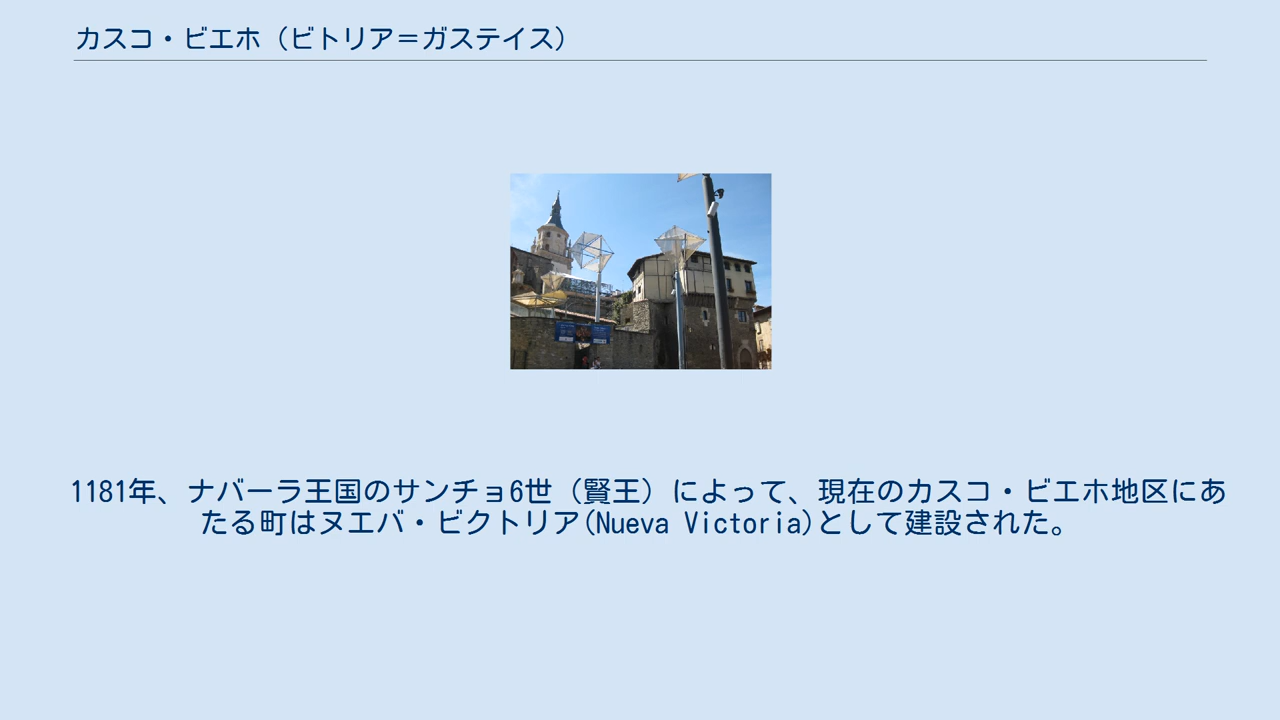 カスコ・ビエホ（ビトリア＝ガステイス）
1181年、ナバーラ王国のサンチョ6世（賢王）によって、現在のカスコ・ビエホ地区にあ
たる町はヌエバ・ビクトリア(Nueva Victoria)として建設された。